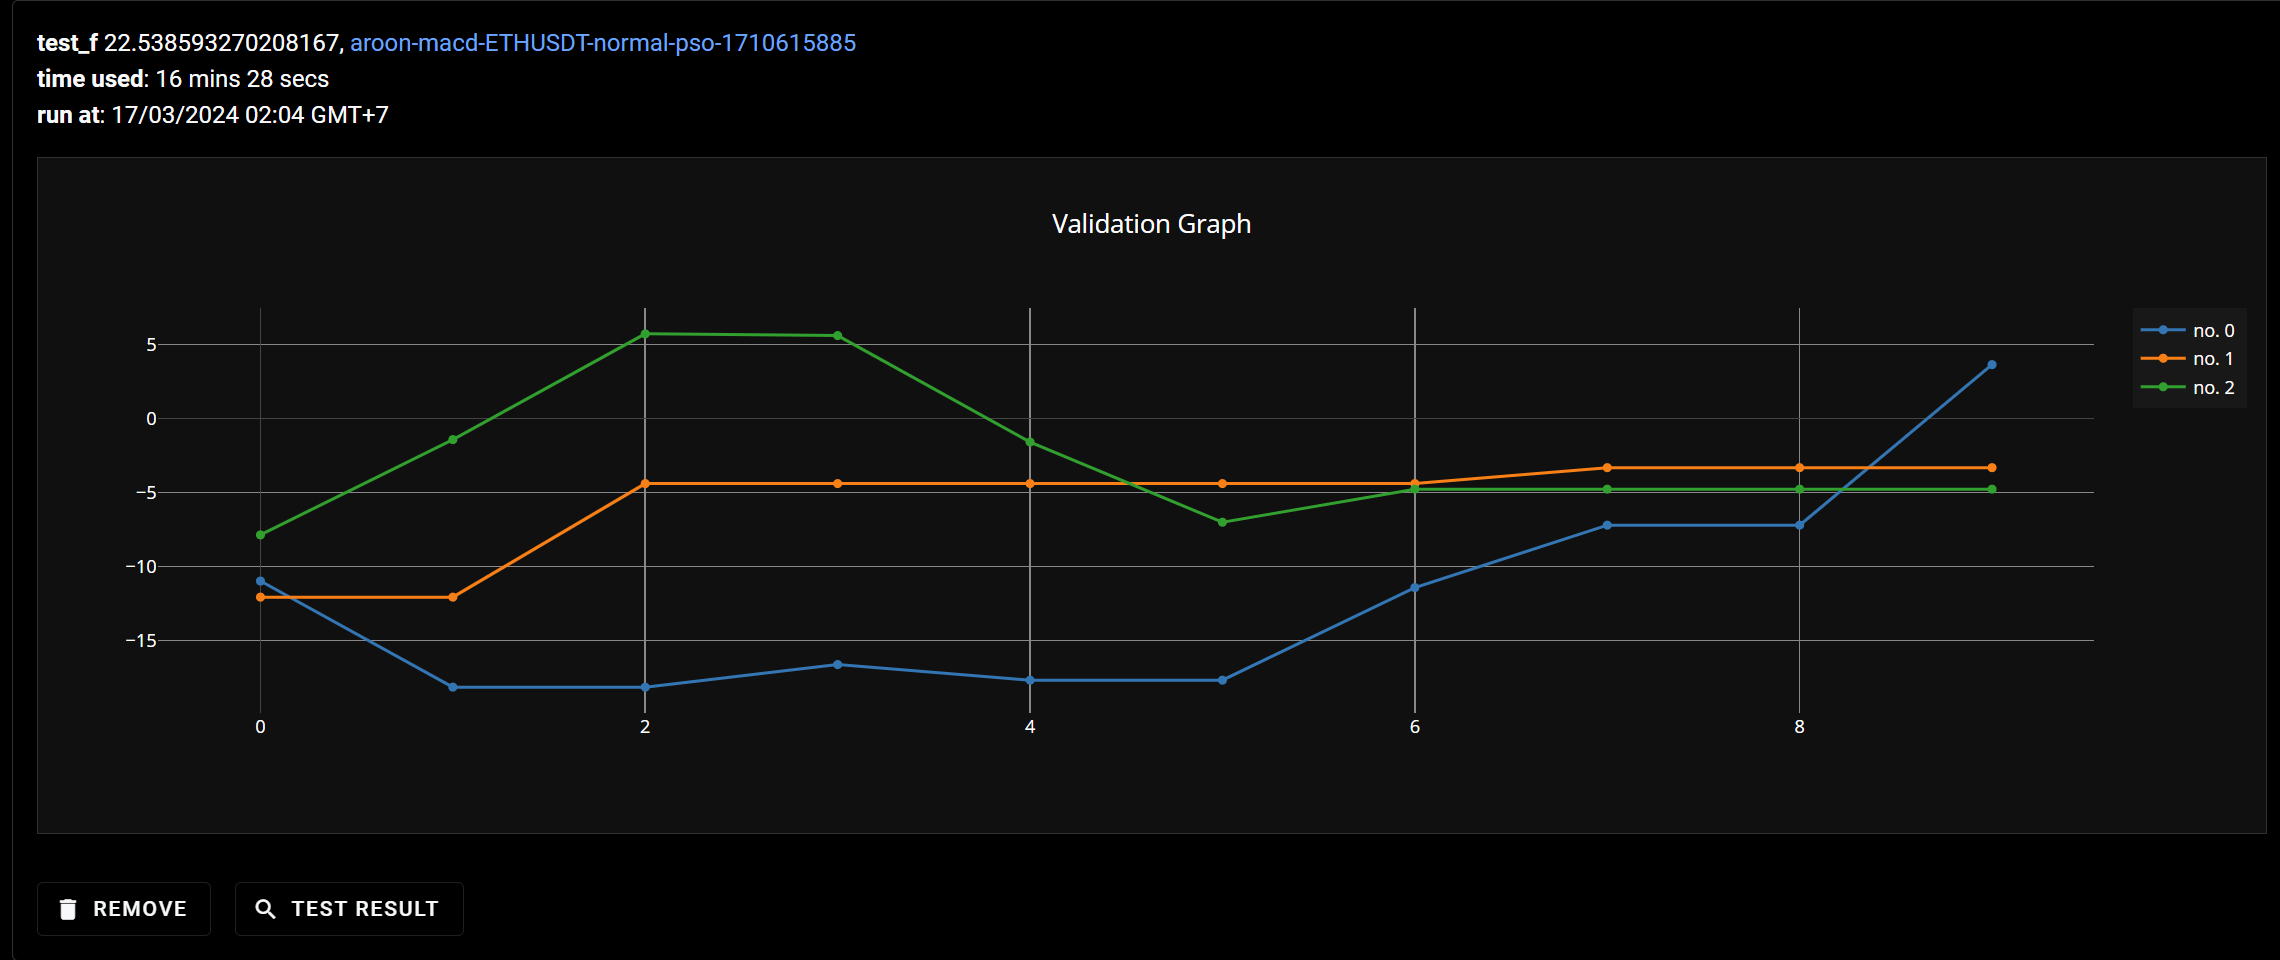 test_f 22.538593270208167, aroon-macd-ETHUSDT-normal-pso-1710615885
time used: 16 mins 28 secs
run at: 17/03/2024 02:04 GMT+7
Validation Graph
5
0
−5
−10
−15
0 2 4 6 8
no. 0
no. 1
no. 2
REMOVE TEST RESULT